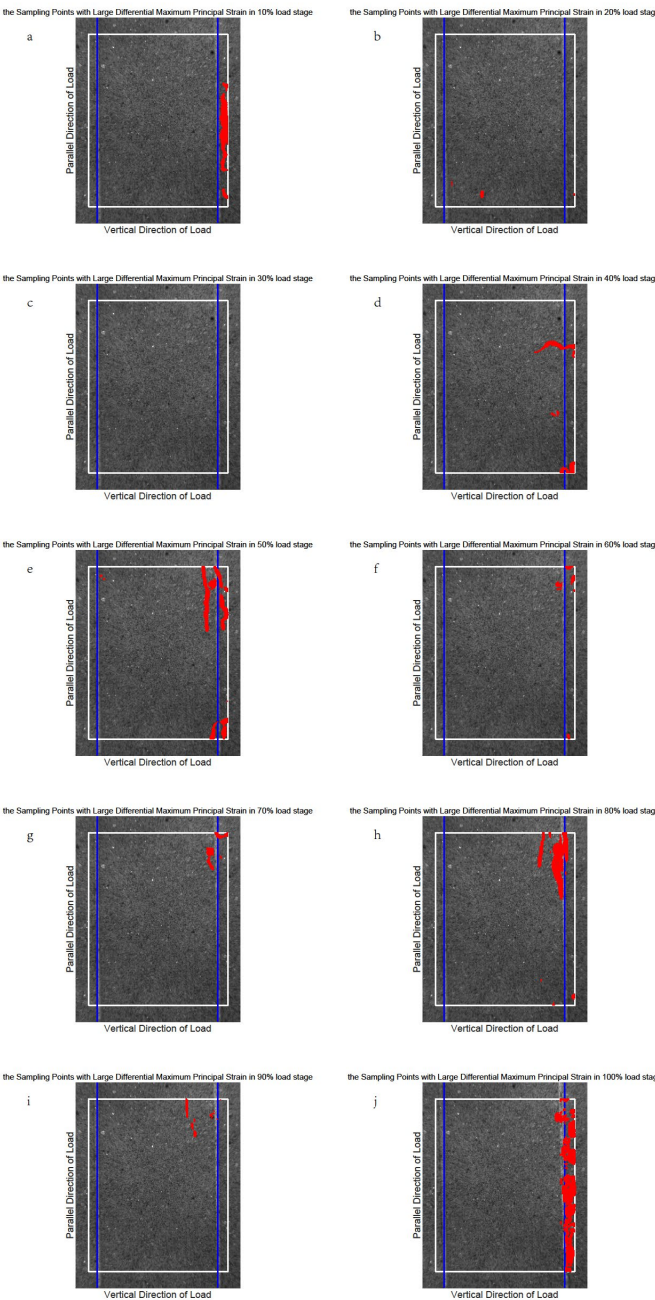 the Sampling Points with Large Differential Maximum Principal Strain in 10% load stage
a
Parallel Direction of Load
Vertical Direction of Load
the Sampling Points with Large Differential Maximum Principal Strain in 20% load stag
b
Parallel Direction of Load
Vertical Direction of Load
the Sampling Points with Large Differential Maximum Principal Strain in 30% load stage
c
Parallel Direction of Load
Vertical Direction of Load
the Sampling Points with Large Differential Maximum Principal Strain in 40% load stag
d
Parallel Direction of Load
Vertical Direction of Load
the Sampling Points with Large Differential Maximum Principal Strain in 50% load stage
e
Parallel Direction of Load
Vertical Direction of Load
the Sampling Points with Large Differential Maximum Principal Strain in 60% load stag
f
Parallel Direction of Load
Vertical Direction of Load
the Sampling Points with Large Differential Maximum Principal Strain in 70% load stage
g
Parallel Direction of Load
Vertical Direction of Load
the Sampling Points with Large Differential Maximum Principal Strain in 80% load stag
h
Parallel Direction of Load
Vertical Direction of Load
the Sampling Points with Large Differential Maximum Principal Strain in 90% load stage
i
Parallel Direction of Load
Vertical Direction of Load
the Sampling Points with Large Differential Maximum Principal Strain in 100% load stag
j
Parallel Direction of Load
Vertical Direction of Load